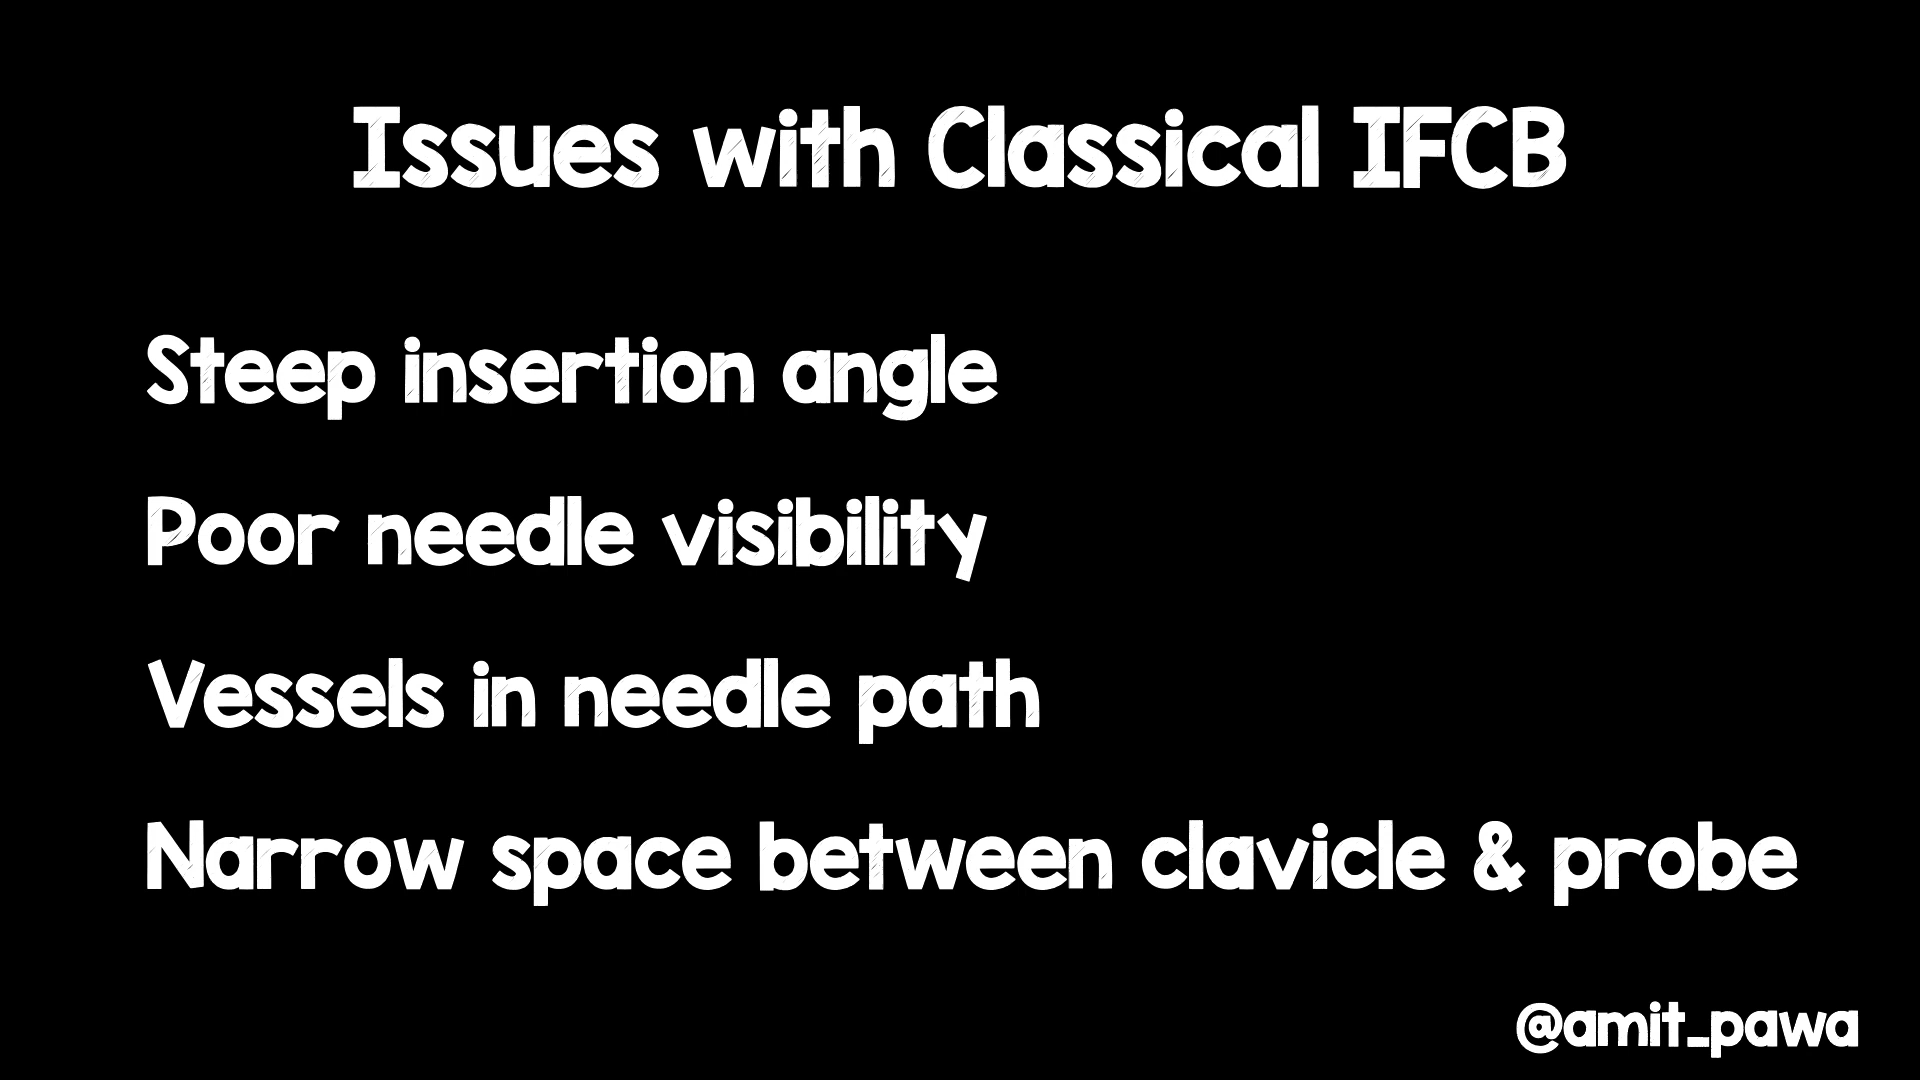 Issues with Classical IFCB
Steep insertion angle
Poor needle visibility
Vessels in needle path
Narrow space between clavicle & probe
@amit_pawa